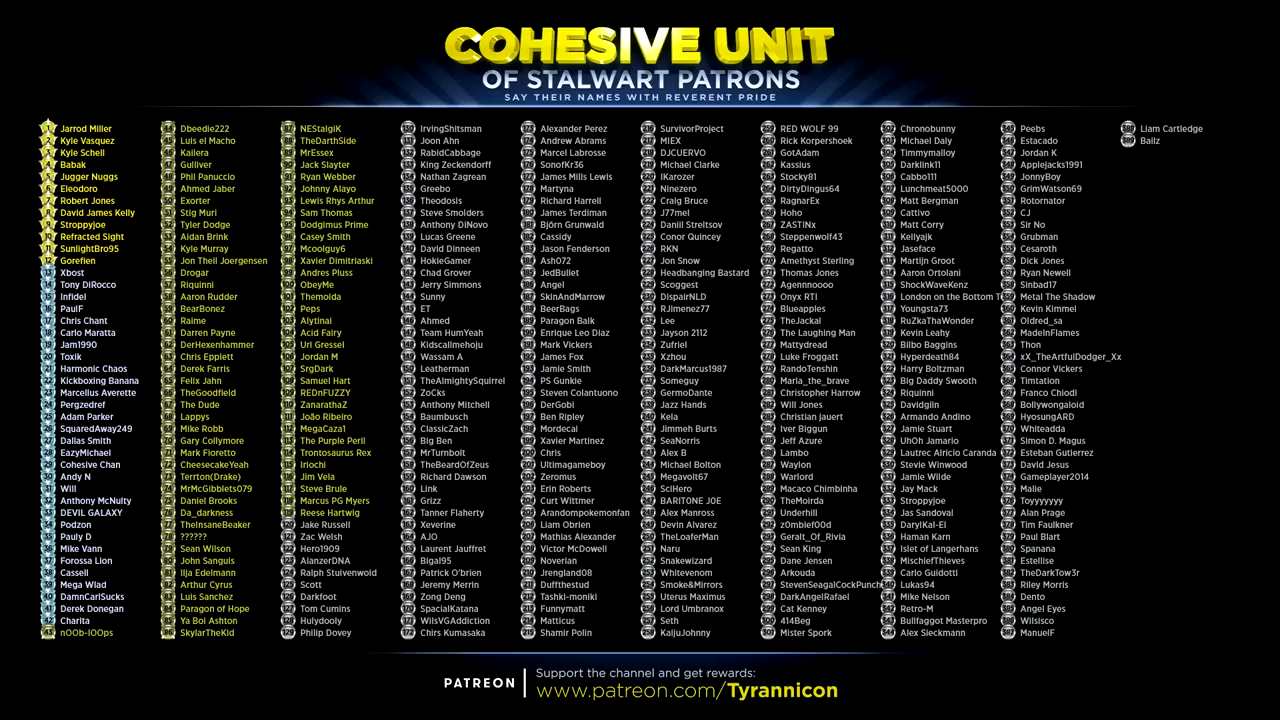 COHESIVE UNIT
OF STALWART PATRONS
SAY THEIR NAMES WITH REVERENT PRIDE
Jarrod Miller
Kyle Vasquez
Kyle Schell
Babak
Jugger Nuggs
Eleodoro
Robert Jones
David James Kelly
Stroppyjoe
Refracted Sight
SunlightBro95
Gorefien
Xbost
Tony DiRocco
Infidel
PaulF
Chris Chant
Carlo Maratta
Jam1990
Toxik
Harmonic Chaos
Kickboxing Banana
Marcellus Averette
Pergzedref
Adam Parker
SquaredAway249
Dallas Smith
EazyMichael
Cohesive Chan
Andy N
Will
Anthony McNulty
DEVIL GALAXY
Podzon
Pauly D
Mike Vann
Forossa Lion
Cassell
Mega Wlad
DamnCarlSucks
Derek Donegan
Charita
nOOb-lOOps
Dbeedie222
Luis el Macho
Kallera
Gulliver
Phil Panuccio
Ahmed Jaber
Exorter
Stig Muri
Tyler Dodge
Aidan Brink
Kyle Murray
Jon Theil Joergensen
Drogar
Riquinni
Aaron Rudder
BearBonez
Raime
Darren Payne
DerHexenhammer
Chris Epplett
Derek Farris
Felix Jahn
TheGoodfield
The Dude
Lappys
Mike Robb
Gary Collymore
Mark Fioretto
CheesecakeYeah
Terrton(Drake)
MrMcGibblets079
Daniel Brooks
Da_darkness
TheInsaneBeaker
??????
Sean Wilson
John Sanguis
Ilja Edelmann
Arthur Cyrus
Luis Sanchez
Paragon of Hope
Ya Boi Ashton
SkylarTheKid
NEStalgiK
TheDarthSide
MrEssex
Jack Slayter
Ryan Webber
Johnny Alayo
Lewis Rhys Arthur
Sam Thomas
Dodgimus Prime
Casey Smith
McoolguyG
Xavier Dimitriaski
Andres Pluss
ObeyMe
Themoida
Peps
Alytinai
Acid Fairy
Uri Gressel
Jordan M
SrgDark
Samuel Hart
REDnFUZZY
ZanarathaZ
João Ribeiro
MegaCaza1
The Purple Peril
Trontosaurus Rex
Iriochi
Jim Vela
Steve Brule
Marcus PG Myers
Reese Hartwig
Jake Russell
Zac Welsh
Hero1909
AlanzerDNA
Ralph Stuivenwold
Scott
Darkfoot
Tom Cumins
Hurdydoody
Philip Dovey
IrvingShitsman
Joon Ahn
RabidCabbage
King Zeckendorff
Nathan Zagrean
Greebo
Theodosis
Steve Smolders
Anthony DiNovo
Lucas Greene
David Dinneen
HokieGamer
Chad Grover
Jerry Simmons
Sunny
ET
Ahmed
Team HumYeah
Kidscallmehoju
Wassam A
Leatherman
TheAlmightySquirrel
ZoCks
Anthony Mitchell
Baumbusch
ClassicZach
Big Ben
MrTurnbolt
TheBeardOfZeus
Richard Dawson
Link
Grizz
Tanner Flaherty
Xeverine
AJO
Laurent Jauffret
Bigal95
Patrick O'brien
Jeremy Merrin
Zong Deng
SpacialKatana
WilsVGAddiction
Chirs Kumasaka
Alexander Perez
Andrew Abrams
Marcel Labrosse
SonofKr36
James Mills Lewis
Martyna
Richard Harrell
James Terdiman
Björn Grunwald
Cassidy
Jason Fenderson
Ash072
JedBullet
Angel
SkinAndMarrow
BeerBags
Paragon Balk
Enrique Leo Diaz
Mark Vickers
James Fox
Jamie Smith
PS Gunkie
Steven Colantuono
DerGobi
Ben Ripley
Mordecai
Xavier Martinez
Chris
Ultimagameboy
Zeromus
Erin Roberts
Curt Wittmer
Arandompokemonfan
Liam Obrien
Mathias Alexander
Victor McDowell
Noverian
Jrengland08
Duffthestud
Tashki-moniki
Funnymatt
Matticus
Shamir Polin
SurvivorProject
MIEX
DJCUERVO
Michael Clarke
IKarozer
Ninezero
Craig Bruce
J77mel
Daniil Streltsov
Conor Quincey
RKN
Jon Snow
Headbanging Bastard
Scoggest
DispairNLD
RJimenez77
Lee
Jayson 2112
Zufriel
Xzhou
DarkMarcus1987
Someguy
GermoDante
Jazz Hands
Kela
Jimmeh Burts
SeaNorris
Alex B
Michael Bolton
Megavolt67
SciHero
BARITONE JOE
Alex Manross
Devin Alvarez
TheLoaferMan
Naru
Snakewizard
Whitevenom
Smoke&Mirrors
Uterus Maximus
Lord Umbranox
Seth
KaijuJohnny
RED WOLF 99
Rick Korpershoek
GotAdam
Kassius
Stocky81
DirtyDingus64
RagnarEx
Hoho
ZASTINx
Steppenwolf43
Regatto
Amethyst Sterling
Thomas Jones
Agennnoooo
Onyx RTI
Blueapples
TheJackal
The Laughing Man
Mattydread
Luke Froggatt
RandoTenshin
Marla_the_brave
Christopher Harrow
Will Jones
Christian jauert
Iver Biggun
Jeff Azure
Lambo
Waylon
Warlord
Macaco Chimbinha
TheMoirda
Underhill
z0mbief00d
Geralt_Of_Rivia
Sean King
Dane Jensen
Arkouda
StevenSeagalCockPunch
DarkAngelRafael
Cat Kenney
414Beg
Mister Spork
Chronobunny
Michael Daly
Timmymalloy
Darklink11
Cabbo111
Lunchmeat5000
Matt Bergman
Cattivo
Matt Corry
Kellyajk
Jaseface
Martijn Groot
Aaron Ortolani
ShockWaveKenz
London on the Bottom T
Youngsta73
RuZkaThaWonder
Kevin Leahy
Bilbo Baggins
Hyperdeath84
Harry Boltzman
Big Daddy Swooth
Riquinni
Davidglin
Armando Andino
Jamie Stuart
UhOh Jamario
Lautrec Alricio Caranda
Stevie Winwood
Jamie Wilde
Jay Mack
Stroppyjoe
Jas Sandoval
DarylKal-El
Haman Karn
Islet of Langerhans
MischiefThieves
Carlo Guidotti
Lukas94
Mike Nelson
Retro-M
Bullfaggot Masterpro
Alex Sieckmann
Peebs
Estacado
Jordan K
Applejacks1991
JonnyBoy
GrimWatson69
Rotornator
CJ
Sir No
Grubman
Cesaroth
Dick Jones
Ryan Newell
Sinbad17
Metal The Shadow
Kevin Kimmel
Oldred_sa
MadeInFlames
Thon
xX_TheArtfulDodger_Xx
Connor Vickers
Timtation
Franco Chiodi
Bollywongaloid
HyosungARD
Whiteadda
Simon D. Magus
Esteban Gutierrez
David Jesus
Gameplayer2014
Malie
Toyyyyyyy
Alan Prage
Tim Faulkner
Paul Blart
Spanana
Estellise
TheDarkTow3r
Riley Morris
Dento
Angel Eyes
Wilsisco
ManuelF
Liam Cartledge
Ballz
PATREON
Support the channel and get rewards:
www.patreon.com/Tyrannicon